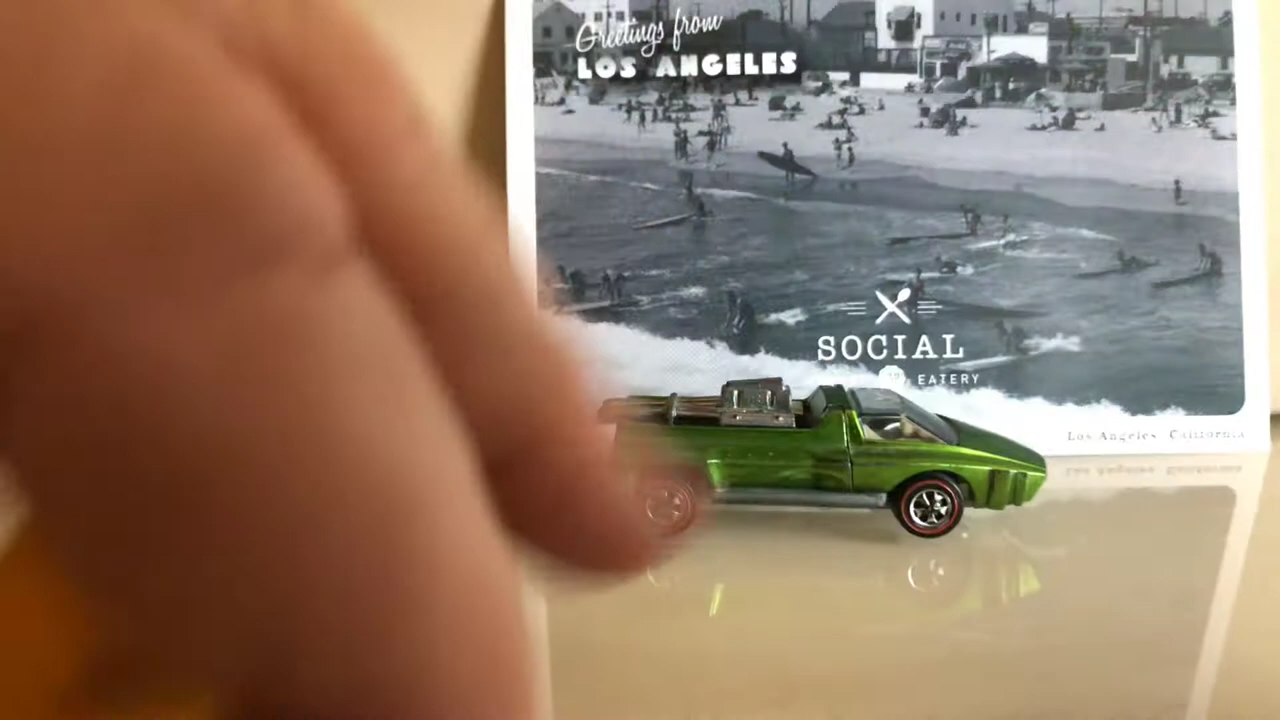 Greetings from
LOS ANGELES
SOCIAL
EATERY
Los Angeles, California